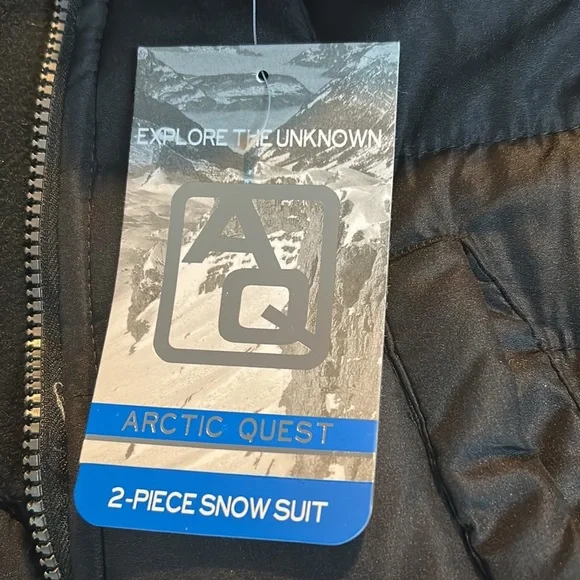 EXPLORE THE UNKNOWN
AQ
ARCTIC QUEST
2-PIECE SNOW SUIT